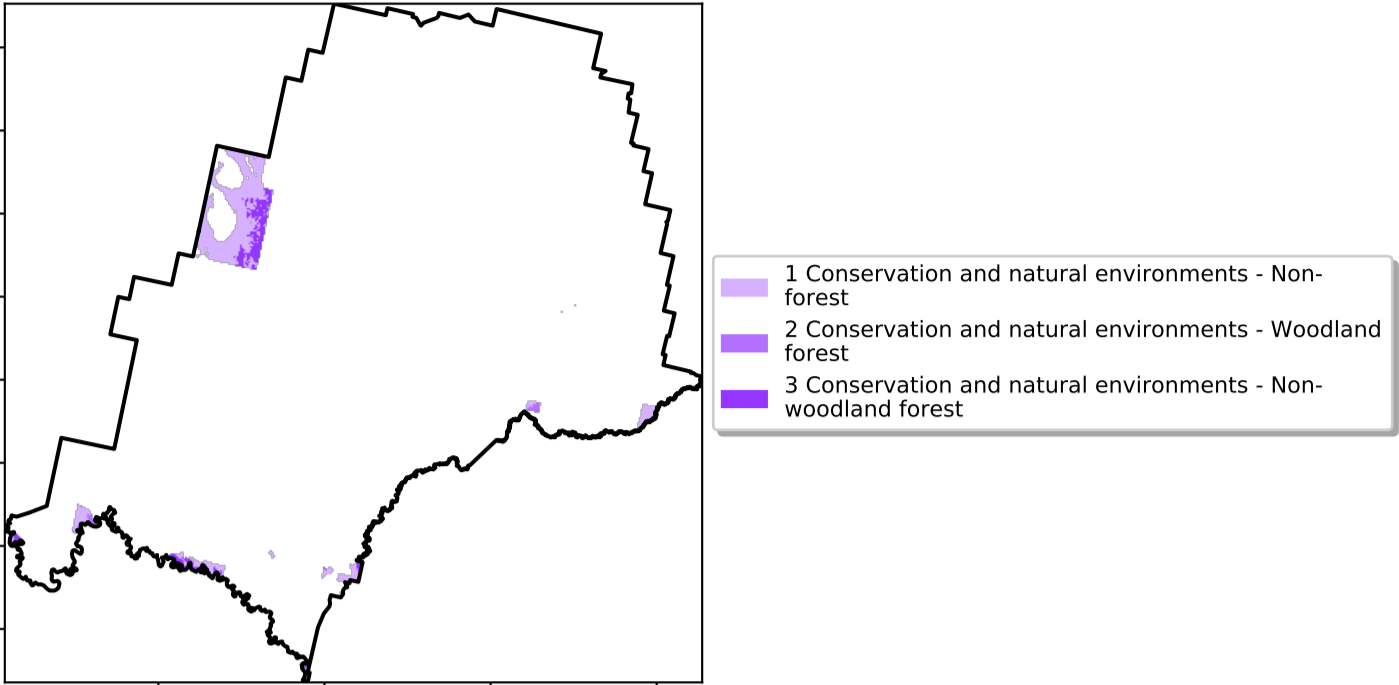 1 Conservation and natural environments - Non-
forest
2 Conservation and natural environments - Woodland
forest
3 Conservation and natural environments - Non-
woodland forest